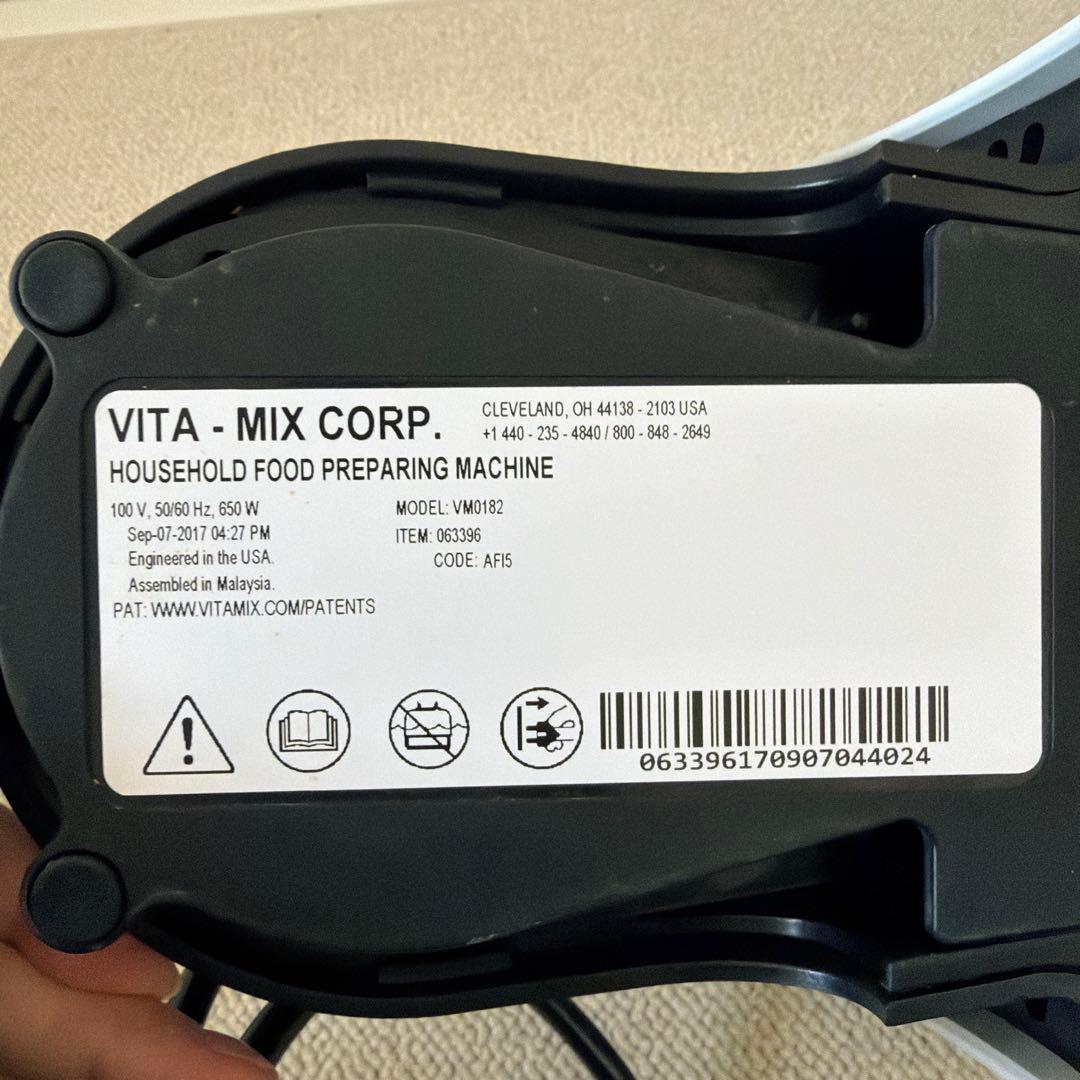 VITA - MIX CORP.
CLEVELAND, OH 44138 - 2103 USA
+1 440 - 235 - 4840 / 800 - 848 - 2649
HOUSEHOLD FOOD PREPARING MACHINE
100 V, 50/60 Hz, 650 W
Sep-07-2017 04:27 PM
Engineered in the USA.
Assembled in Malaysia.
PAT: WWW.VITAMIX.COM/PATENTS
MODEL: VM0182
ITEM: 063396
CODE: AFI5
063396170907044024